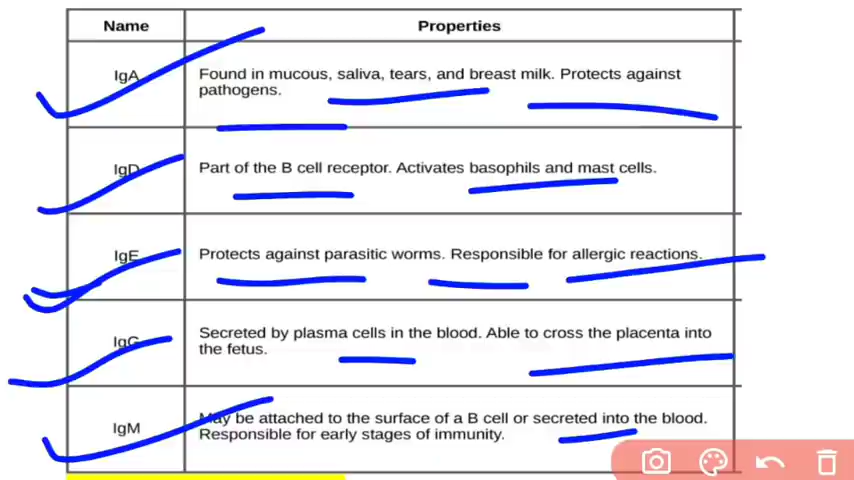 Name Properties
IgA
Found in mucous, saliva, tears, and breast milk. Protects against
pathogens.
IgD
Part of the B cell receptor. Activates basophils and mast cells.
IgE
Protects against parasitic worms. Responsible for allergic reactions.
IgG
Secreted by plasma cells in the blood. Able to cross the placenta into
the fetus.
IgM
May be attached to the surface of a B cell or secreted into the blood.
Responsible for early stages of immunity.